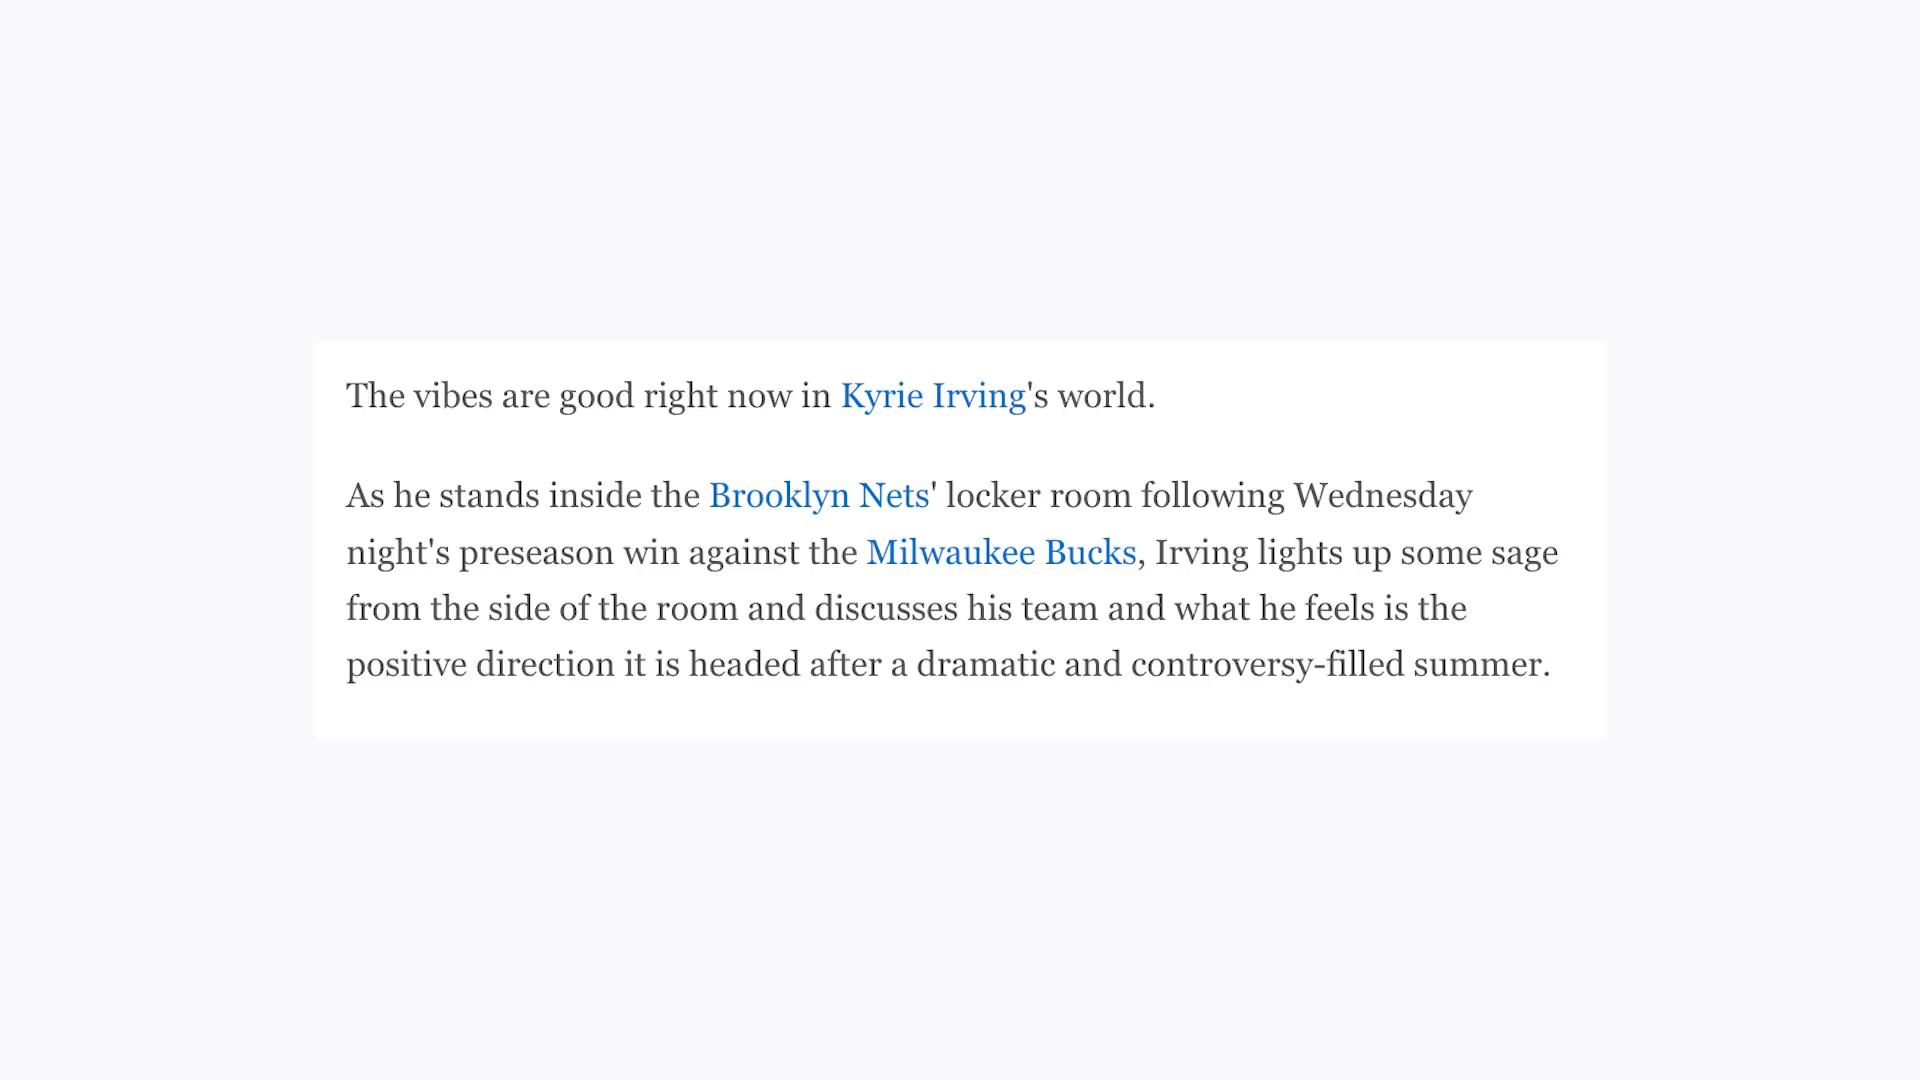 The vibes are good right now in Kyrie Irving's world.
As he stands inside the Brooklyn Nets' locker room following Wednesday
night's preseason win against the Milwaukee Bucks, Irving lights up some sage
from the side of the room and discusses his team and what he feels is the
positive direction it is headed after a dramatic and controversy-filled summer.